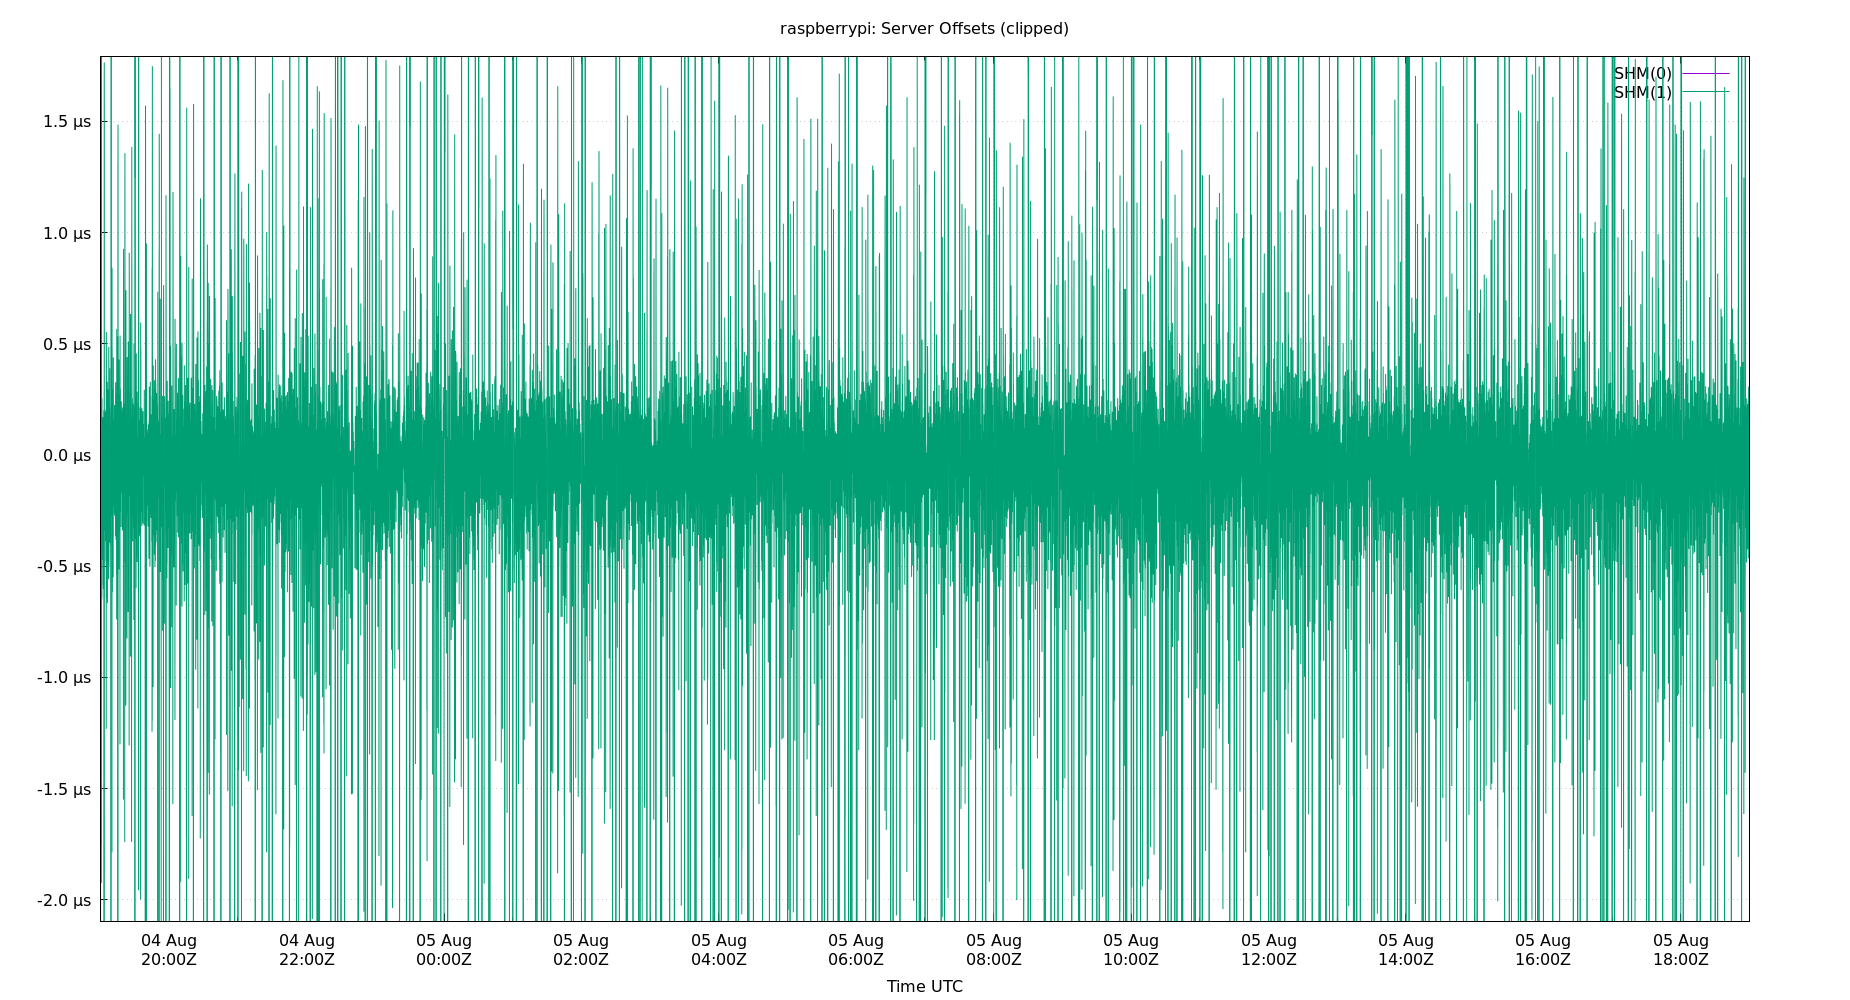 raspberrypi: Server Offsets (clipped)
SHM(0)
SHM(1)
1.5 µs
1.0 µs
0.5 µs
0.0 µs
-0.5 µs
-1.0 µs
-1.5 µs
-2.0 µs
04 Aug 04 Aug 05 Aug 05 Aug 05 Aug 05 Aug 05 Aug 05 Aug 05 Aug 05 Aug 05 Aug 05 Aug
20:00Z 22:00Z 00:00Z 02:00Z 04:00Z 06:00Z 08:00Z 10:00Z 12:00Z 14:00Z 16:00Z 18:00Z
Time UTC